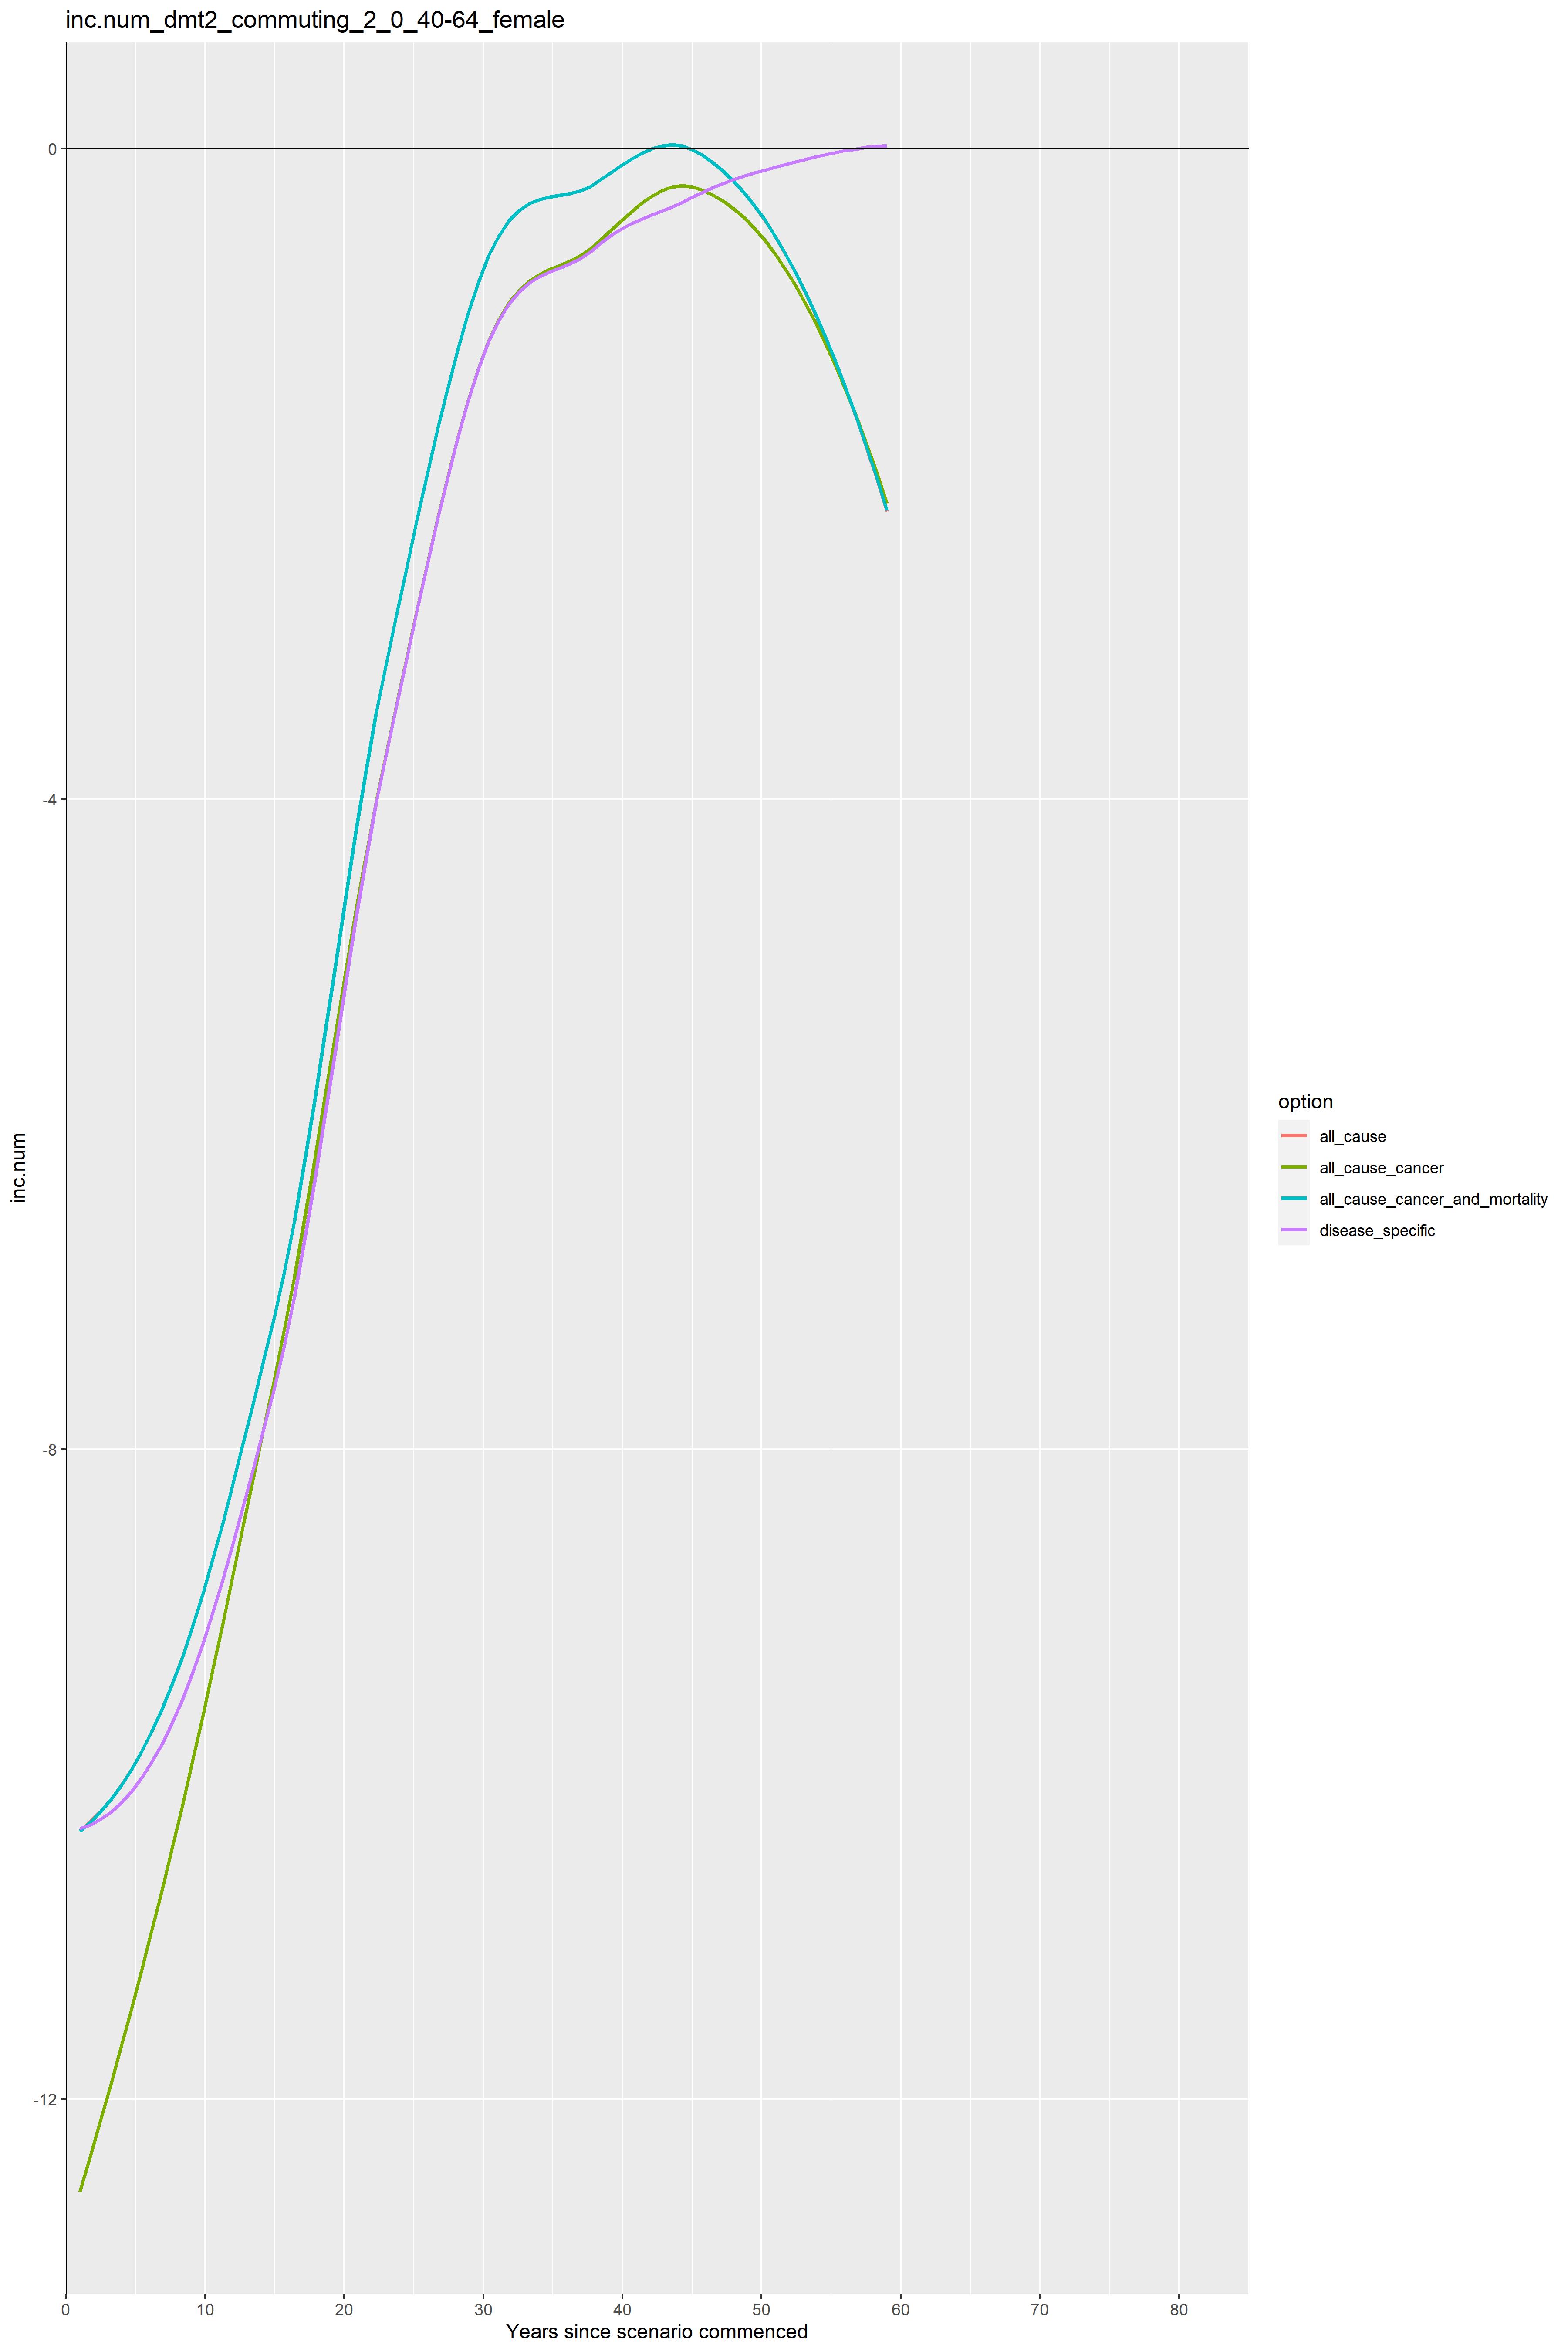 inc.num_dmt2_commuting_2_0_40-64_female
0
-4
-8
-12
inc.num
0 10 20 30 40 50 60 70 80
Years since scenario commenced
option
all_cause
all_cause_cancer
all_cause_cancer_and_mortality
disease_specific